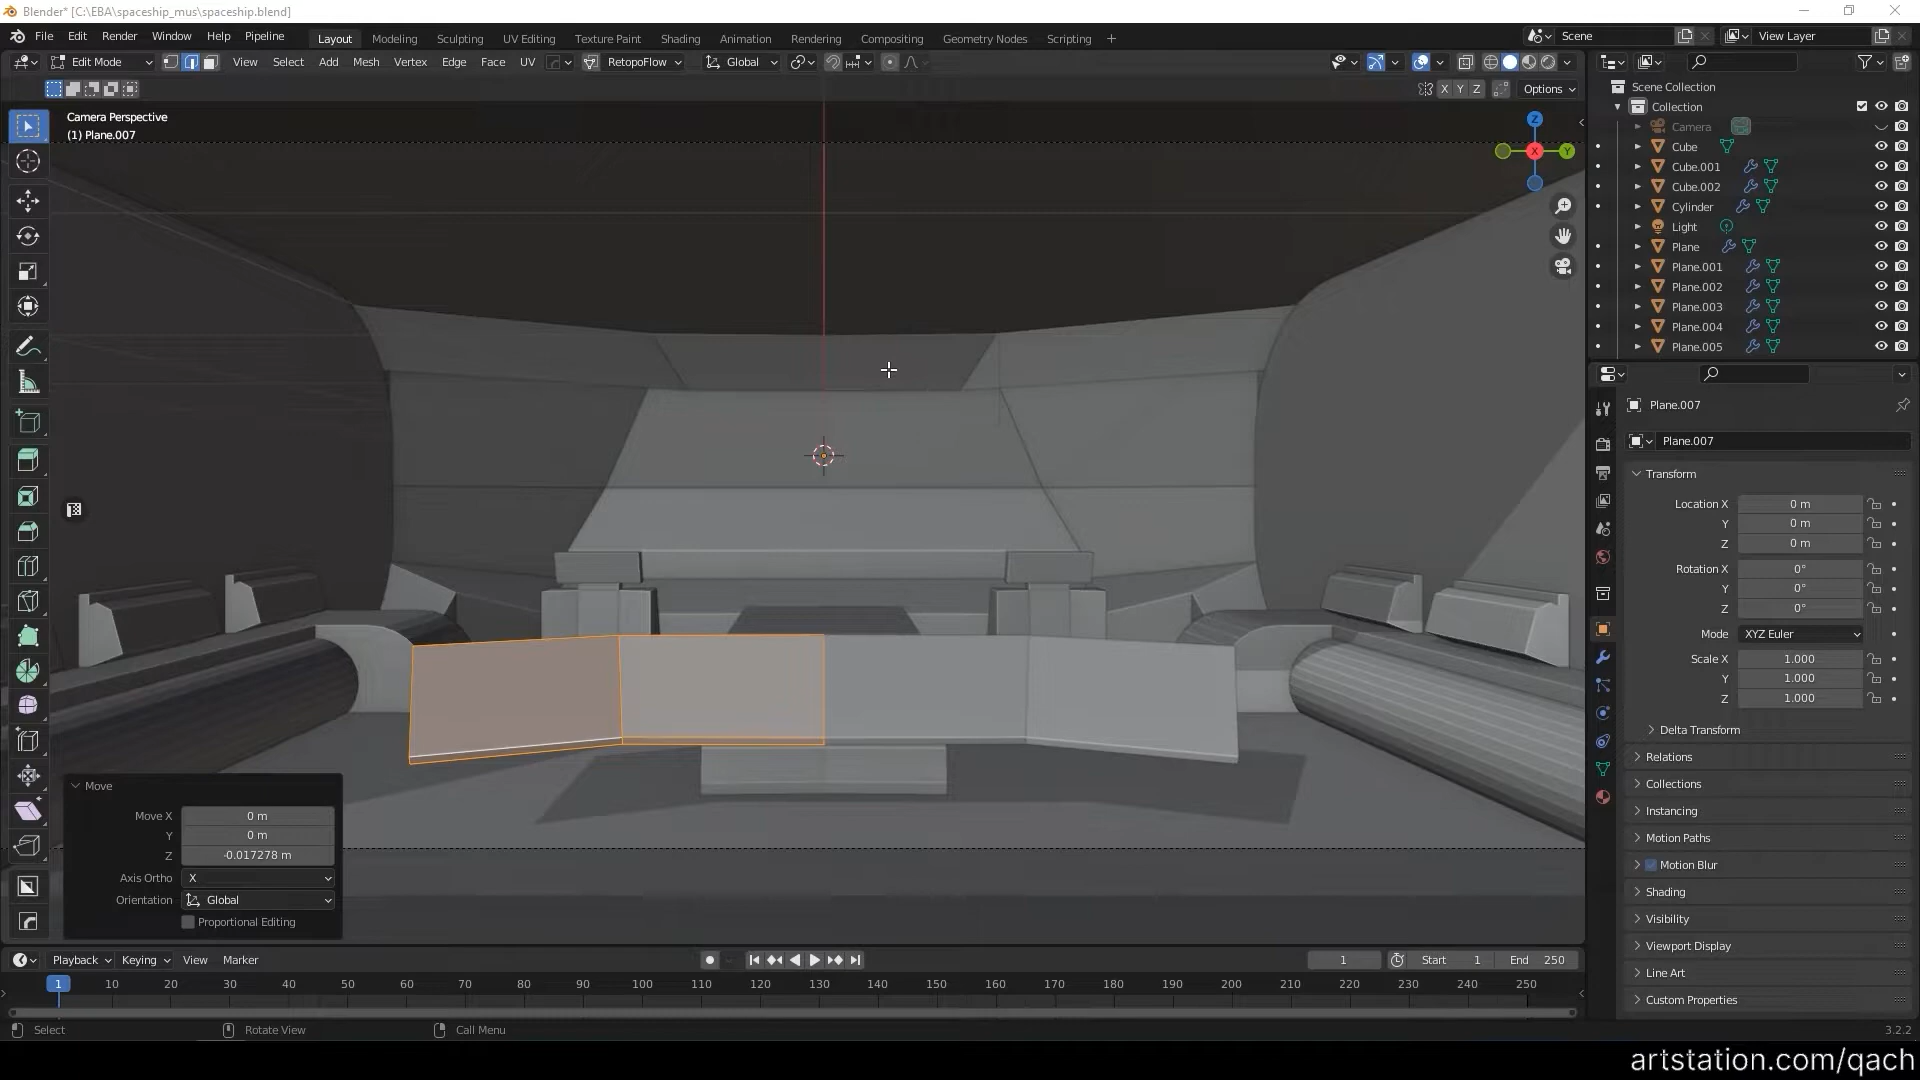 Blender* [C:\EBA\spaceship_mus\spaceship.blend]
File Edit Render Window Help Pipeline Layout Modeling Sculpting UV Editing Texture Paint Shading Animation Rendering Compositing Geometry Nodes Scripting + Scene View Layer
Edit Mode View Select Add Mesh Vertex Edge Face UV RetopoFlow Global
X Y Z Options
Camera Perspective
(1) Plane.007
Z
X Y
Scene Collection
Collection
Camera
Cube
Cube.001
Cube.002
Cylinder
Light
Plane
Plane.001
Plane.002
Plane.003
Plane.004
Plane.005
Plane.007
Plane.007
Transform
Location X 0 m
Y 0 m
Z 0 m
Rotation X 0°
Y 0°
Z 0°
Mode XYZ Euler
Scale X 1.000
Y 1.000
Z 1.000
Delta Transform
Relations
Collections
Instancing
Motion Paths
Motion Blur
Shading
Visibility
Viewport Display
Line Art
Custom Properties
Move
Move X 0 m
Y 0 m
Z -0.017278 m
Axis Ortho X
Orientation Global
Proportional Editing
Playback Keying View Marker 1 Start 1 End 250
1 10 20 30 40 50 60 70 80 90 100 110 120 130 140 150 160 170 180 190 200 210 220 230 240 250
Select Rotate View Call Menu 3.2.2
artstation.com/qach